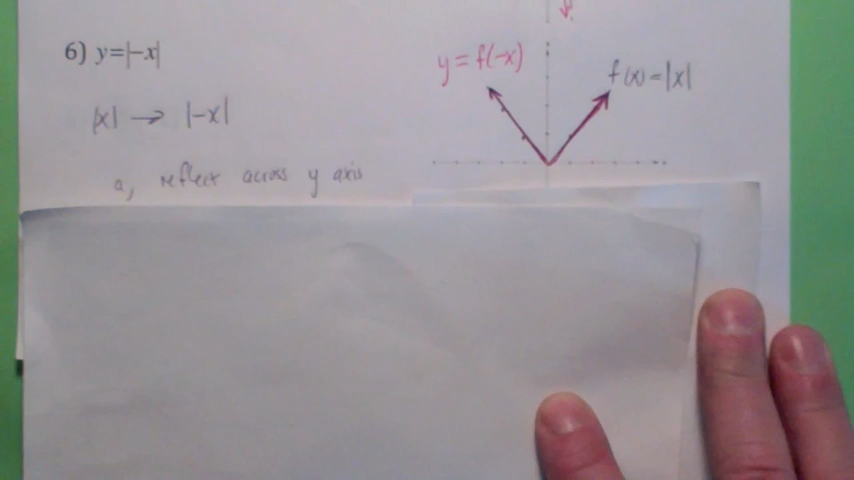 6) y=|-x|
y = f(-x)
f(x) = |x|
|x| → |-x|
a, reflect across y axis